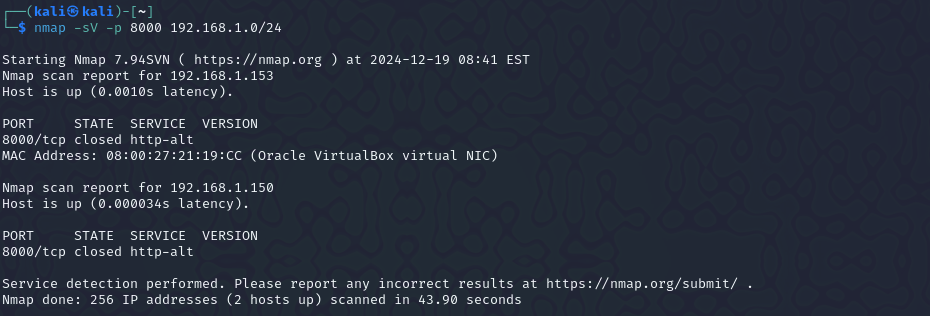 ┌──(kali㉿kali)-[~]
└─$ nmap -sV -p 8000 192.168.1.0/24
Starting Nmap 7.94SVN ( https://nmap.org ) at 2024-12-19 08:41 EST
Nmap scan report for 192.168.1.153
Host is up (0.0010s latency).
PORT     STATE  SERVICE  VERSION
8000/tcp closed http-alt
MAC Address: 08:00:27:21:19:CC (Oracle VirtualBox virtual NIC)
Nmap scan report for 192.168.1.150
Host is up (0.000034s latency).
PORT     STATE  SERVICE  VERSION
8000/tcp closed http-alt
Service detection performed. Please report any incorrect results at https://nmap.org/submit/ .
Nmap done: 256 IP addresses (2 hosts up) scanned in 43.90 seconds